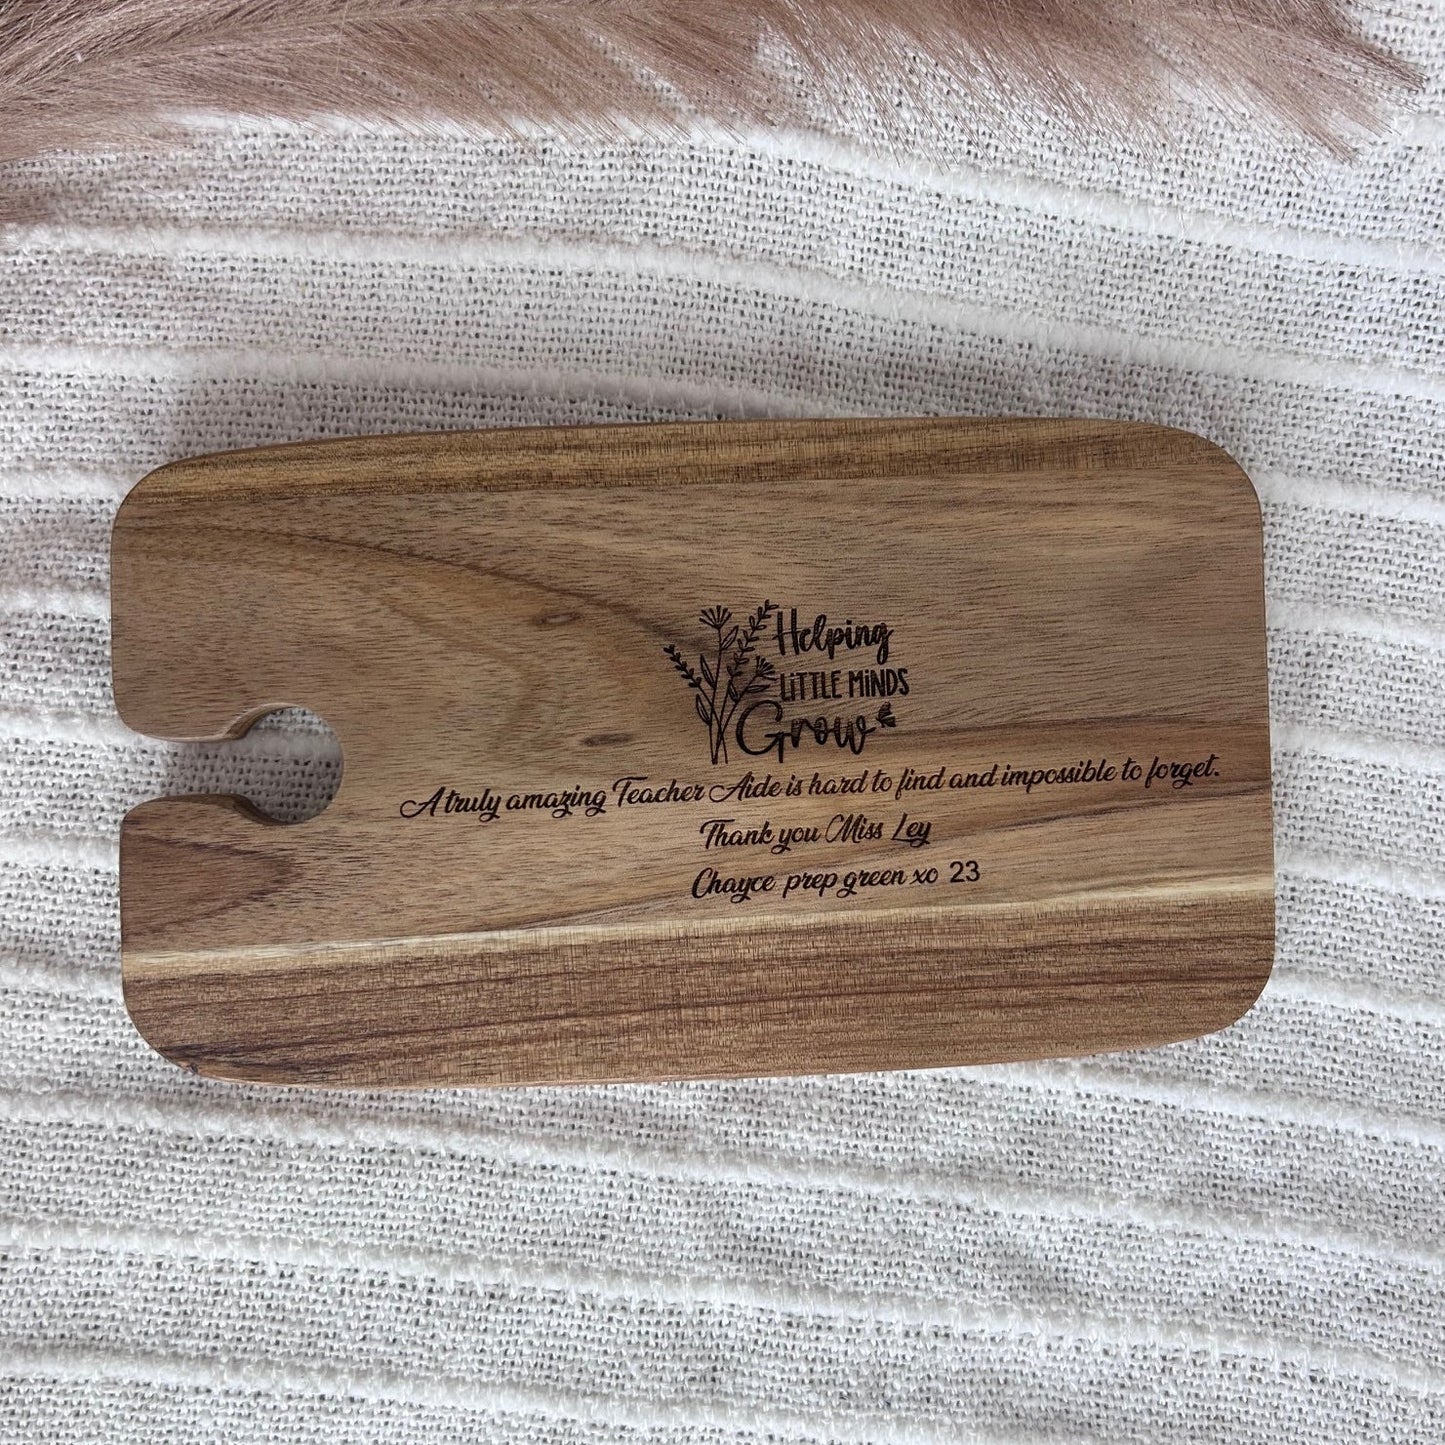 Helping
LiTTLE MiNDS
Grow
A truly amazing Teacher Aide is hard to find and impossible to forget.
Thank you Miss Ley
Chayce prep green xo 23